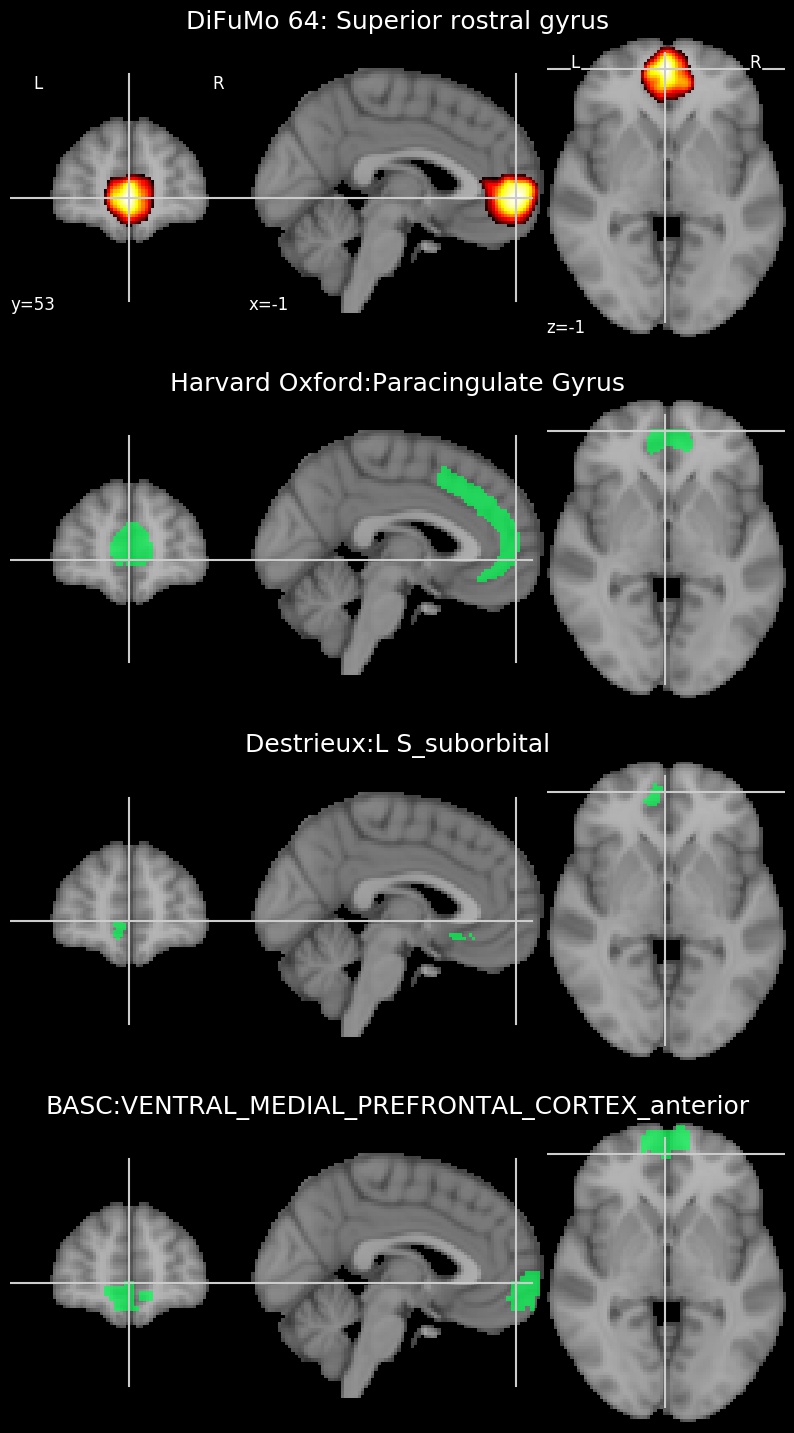 DiFuMo 64: Superior rostral gyrus
L R L R
y=53 x=-1 z=-1
Harvard Oxford:Paracingulate Gyrus
Destrieux:L S_suborbital
BASC:VENTRAL_MEDIAL_PREFRONTAL_CORTEX_anterior